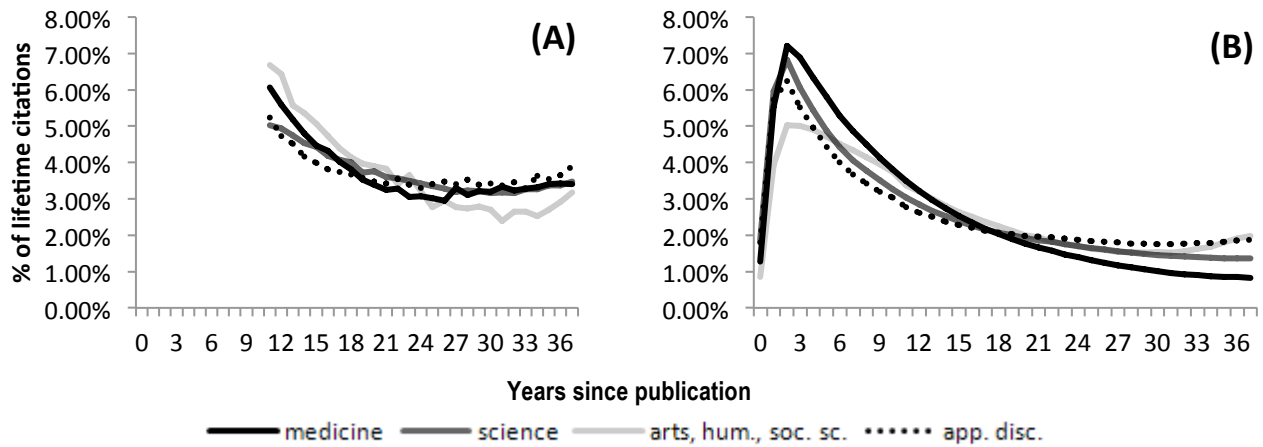 8.00%
7.00%
6.00%
5.00%
4.00%
3.00%
2.00%
1.00%
0.00%
% of lifetime citations
(A)
0 3 6 9 12 15 18 21 24 27 30 33 36
8.00%
7.00%
6.00%
5.00%
4.00%
3.00%
2.00%
1.00%
0.00%
(B)
0 3 6 9 12 15 18 21 24 27 30 33 36
Years since publication
medicine science arts, hum., soc. sc. app. disc.